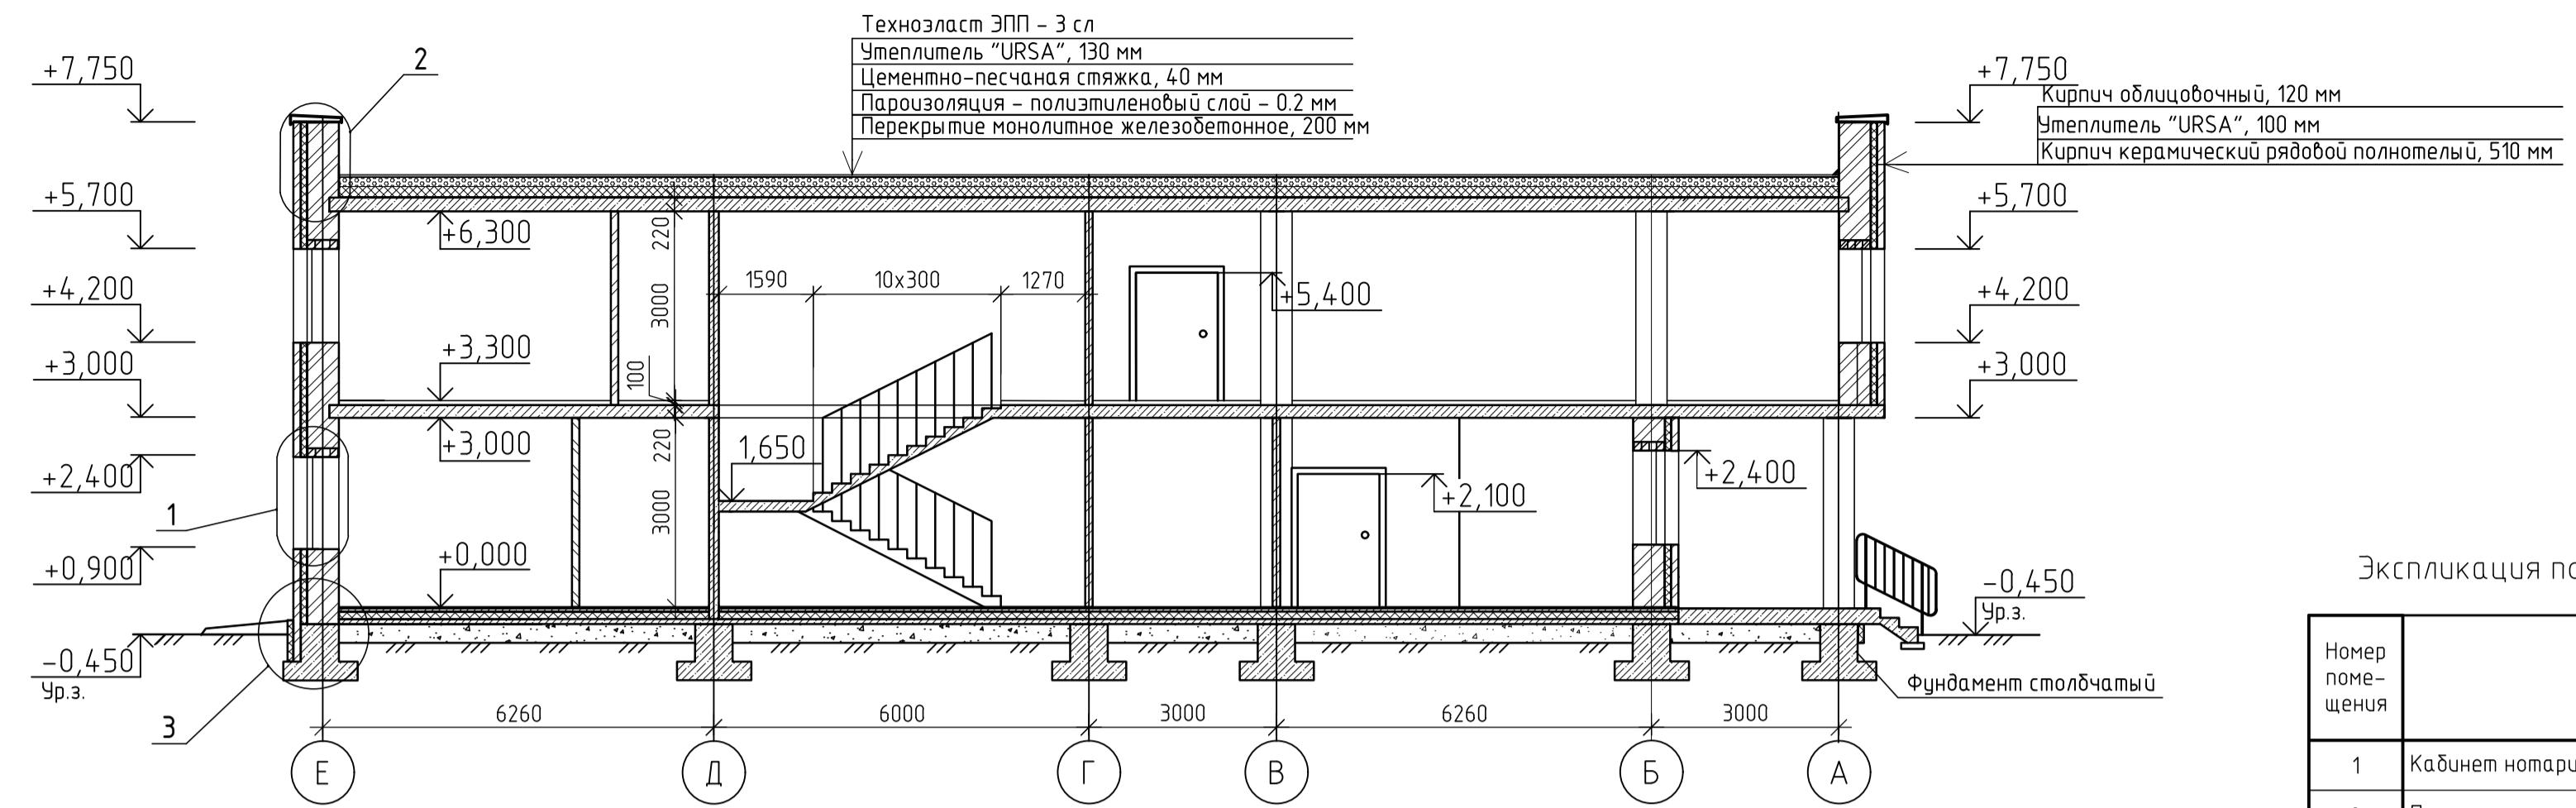 Техноэласт ЭПП - 3 сл
Утеплитель "URSA", 130 мм
Цементно-песчаная стяжка, 40 мм
Пароизоляция - полиэтиленовый слой - 0.2 мм
Перекрытие монолитное железобетонное, 200 мм
2
+7,750
+7,750
Кирпич облицовочный, 120 мм
Утеплитель "URSA", 100 мм
Кирпич керамический рядовой полнотелый, 510 мм
+5,700
+6,300
220
+5,700
+4,200
1590
10х300
1270
3000
+5,400
+4,200
+3,000
+3,300
100
+3,000
+3,000
220
1,650
+2,400
+2,400
+2,100
1
3000
+0,900
+0,000
-0,450
Ур.з.
-0,450
Ур.з.
3
Фундамент столбчатый
6260
6000
3000
6260
3000
Е
Д
Г
В
Б
А
Экспликация по
Номер
поме-
щения
1
Кабинет нотари